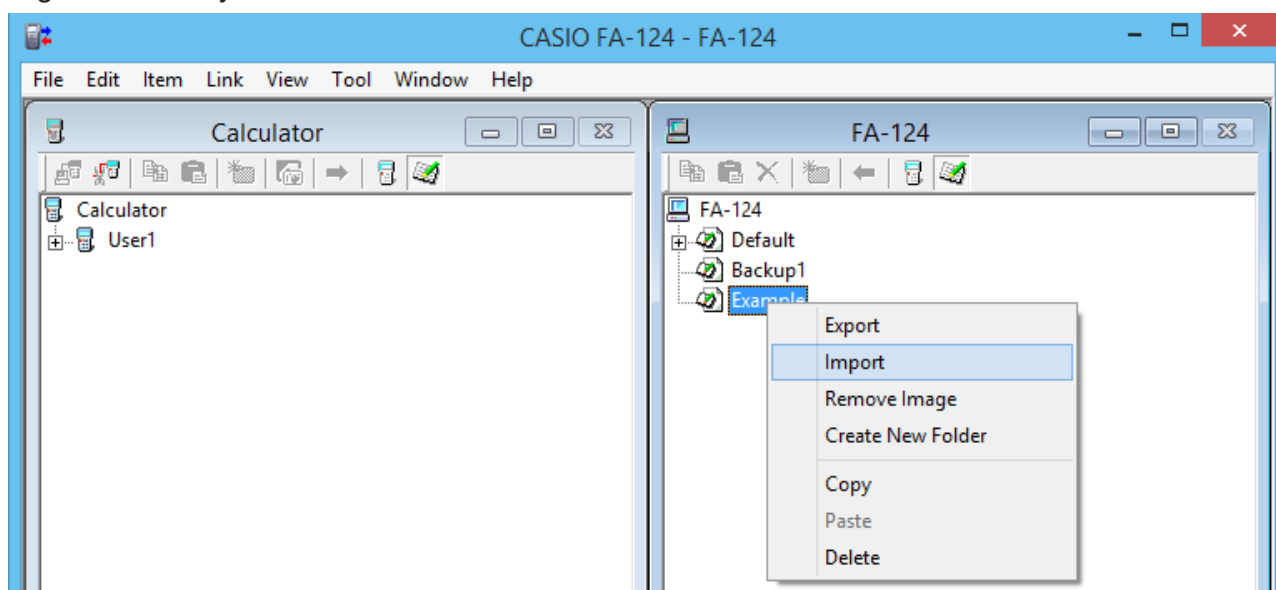 CASIO FA-124 - FA-124
File Edit Item Link View Tool Window Help
Calculator
Calculator
User1
FA-124
FA-124
Default
Backup1
Example
Export
Import
Remove Image
Create New Folder
Copy
Paste
Delete